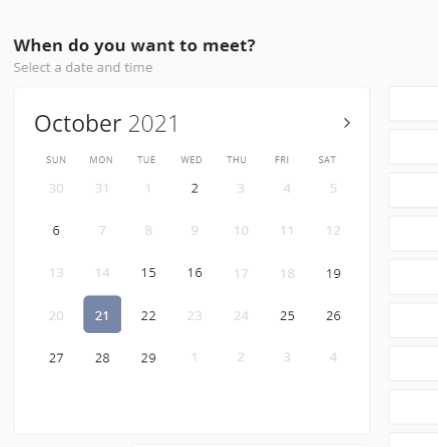 When do you want to meet?
Select a date and time
October 2021
SUN MON TUE WED THU FRI SAT
30 31 1 2 3 4 5
6 7 8 9 10 11 12
13 14 15 16 17 18 19
20 21 22 23 24 25 26
27 28 29 1 2 3 4